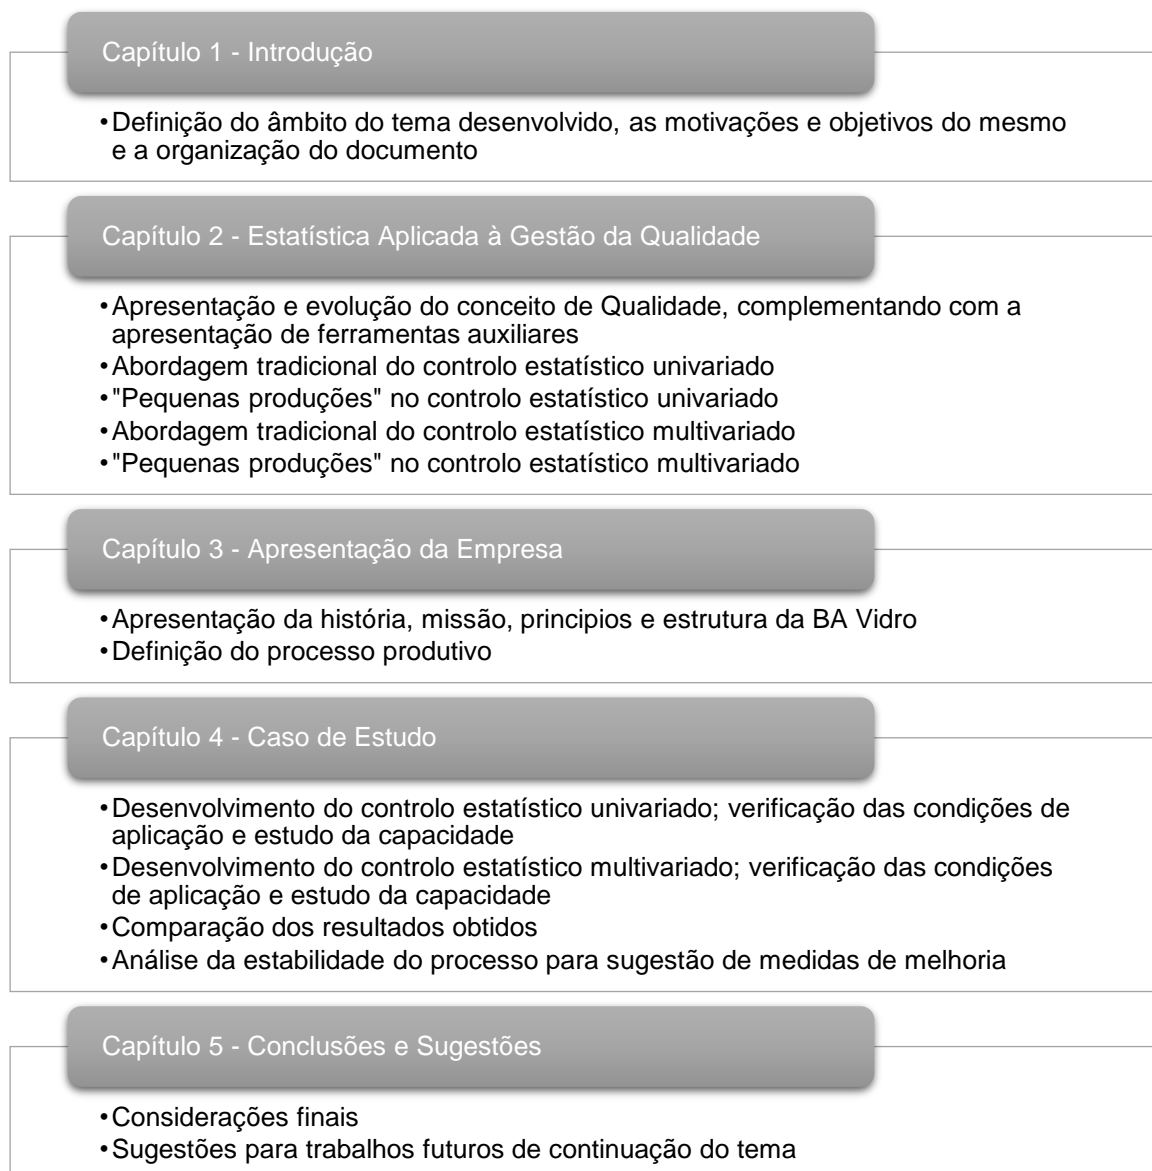 Capítulo 1 - Introdução
•Definição do âmbito do tema desenvolvido, as motivações e objetivos do mesmo
e a organização do documento
Capítulo 2 - Estatística Aplicada à Gestão da Qualidade
•Apresentação e evolução do conceito de Qualidade, complementando com a
apresentação de ferramentas auxiliares
•Abordagem tradicional do controlo estatístico univariado
•"Pequenas produções" no controlo estatístico univariado
•Abordagem tradicional do controlo estatístico multivariado
•"Pequenas produções" no controlo estatístico multivariado
Capítulo 3 - Apresentação da Empresa
•Apresentação da história, missão, principios e estrutura da BA Vidro
•Definição do processo produtivo
Capítulo 4 - Caso de Estudo
•Desenvolvimento do controlo estatístico univariado; verificação das condições de
aplicação e estudo da capacidade
•Desenvolvimento do controlo estatístico multivariado; verificação das condições
de aplicação e estudo da capacidade
•Comparação dos resultados obtidos
•Análise da estabilidade do processo para sugestão de medidas de melhoria
Capítulo 5 - Conclusões e Sugestões
•Considerações finais
•Sugestões para trabalhos futuros de continuação do tema